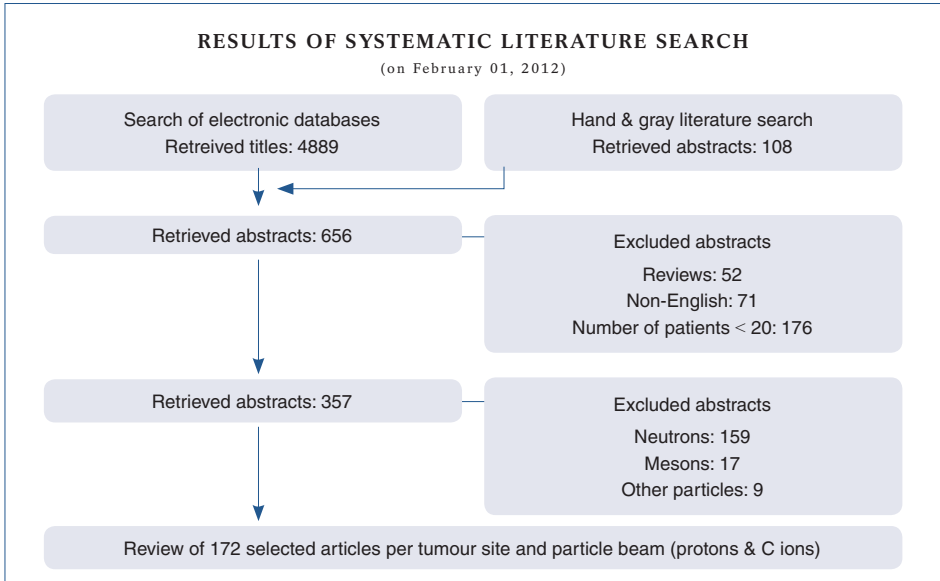 RESULTS OF SYSTEMATIC LITERATURE SEARCH
(on February 01, 2012)
Search of electronic databases
Retreived titles: 4889
Hand & gray literature search
Retrieved abstracts: 108
Retrieved abstracts: 656
Excluded abstracts
Reviews: 52
Non-English: 71
Number of patients < 20: 176
Retrieved abstracts: 357
Excluded abstracts
Neutrons: 159
Mesons: 17
Other particles: 9
Review of 172 selected articles per tumour site and particle beam (protons & C ions)